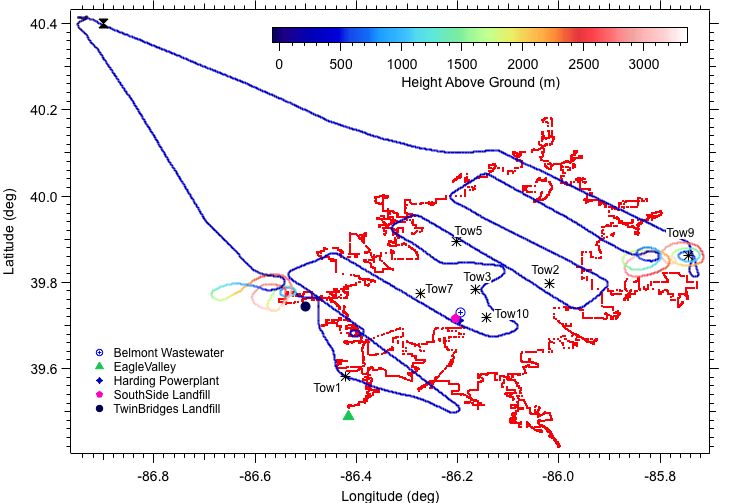 40.4
40.2
40.0
39.8
39.6
Latitude (deg)
0 500 1000 1500 2000 2500 3000
Height Above Ground (m)
Tow9
Tow5
Tow2
Tow3
Tow7
Tow10
Tow1
Belmont Wastewater
EagleValley
Harding Powerplant
SouthSide Landfill
TwinBridges Landfill
-86.8 -86.6 -86.4 -86.2 -86.0 -85.8
Longitude (deg)